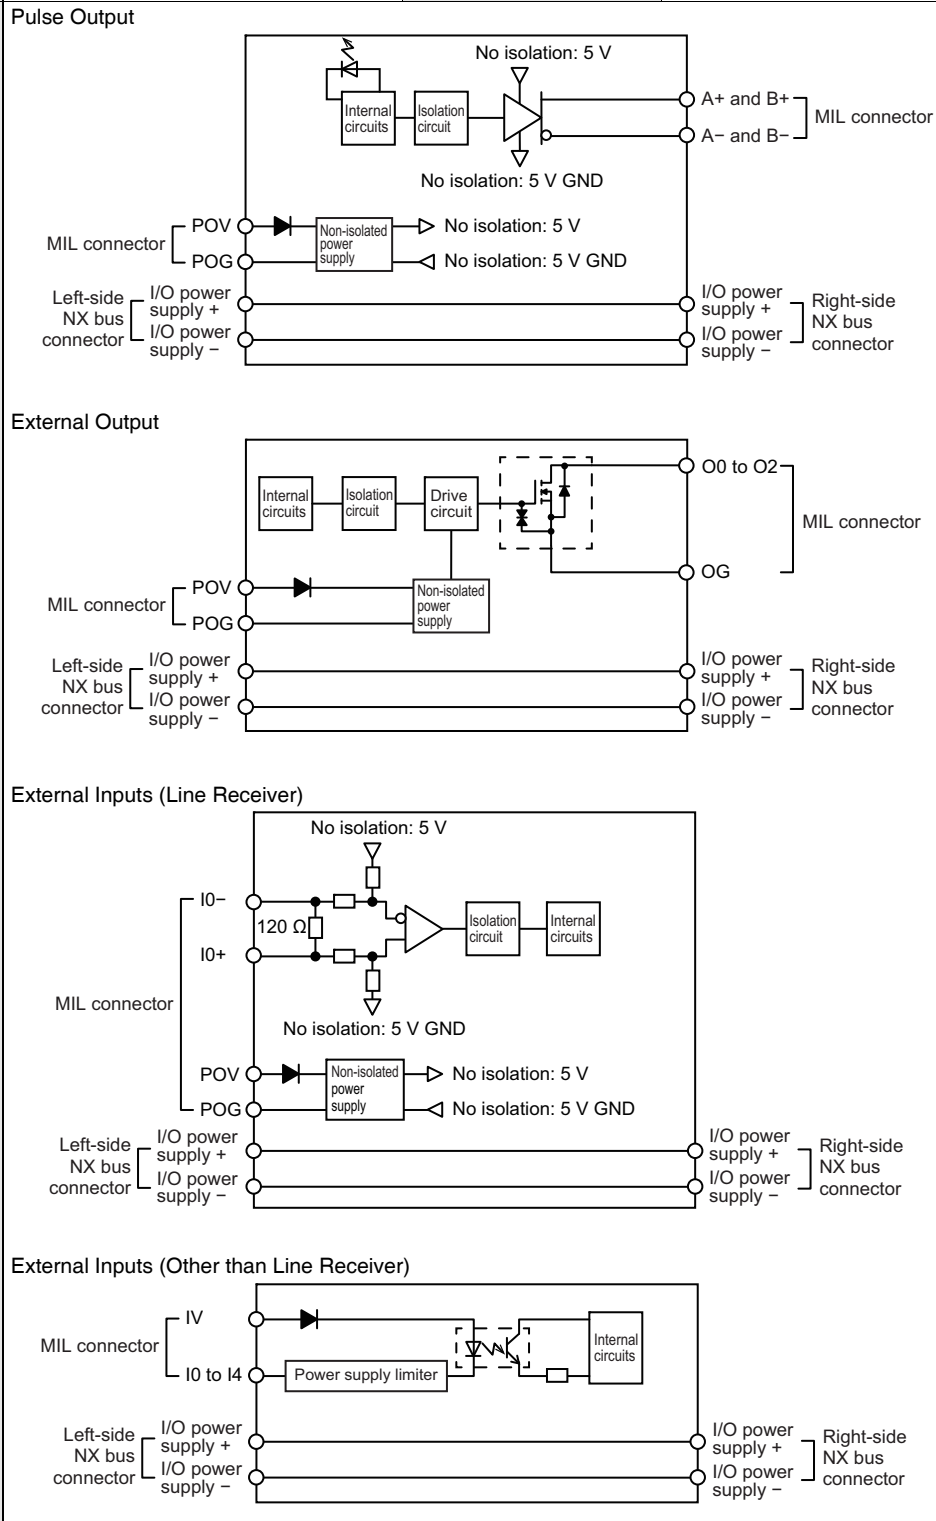 Pulse Output
No isolation: 5 V
Internal circuits
Isolation circuit
A+ and B+
A− and B−
MIL connector
No isolation: 5 V GND
MIL connector
POV
POG
Non-isolated power supply
No isolation: 5 V
No isolation: 5 V GND
Left-side NX bus connector
I/O power supply +
I/O power supply −
I/O power supply +
I/O power supply −
Right-side NX bus connector
External Output
Internal circuits
Isolation circuit
Drive circuit
O0 to O2
OG
MIL connector
MIL connector
POV
POG
Non-isolated power supply
Left-side NX bus connector
I/O power supply +
I/O power supply −
I/O power supply +
I/O power supply −
Right-side NX bus connector
External Inputs (Line Receiver)
No isolation: 5 V
I0−
120 Ω
I0+
Isolation circuit
Internal circuits
MIL connector
No isolation: 5 V GND
POV
POG
Non-isolated power supply
No isolation: 5 V
No isolation: 5 V GND
Left-side NX bus connector
I/O power supply +
I/O power supply −
I/O power supply +
I/O power supply −
Right-side NX bus connector
External Inputs (Other than Line Receiver)
MIL connector
IV
I0 to I4
Power supply limiter
Internal circuits
Left-side NX bus connector
I/O power supply +
I/O power supply −
I/O power supply +
I/O power supply −
Right-side NX bus connector